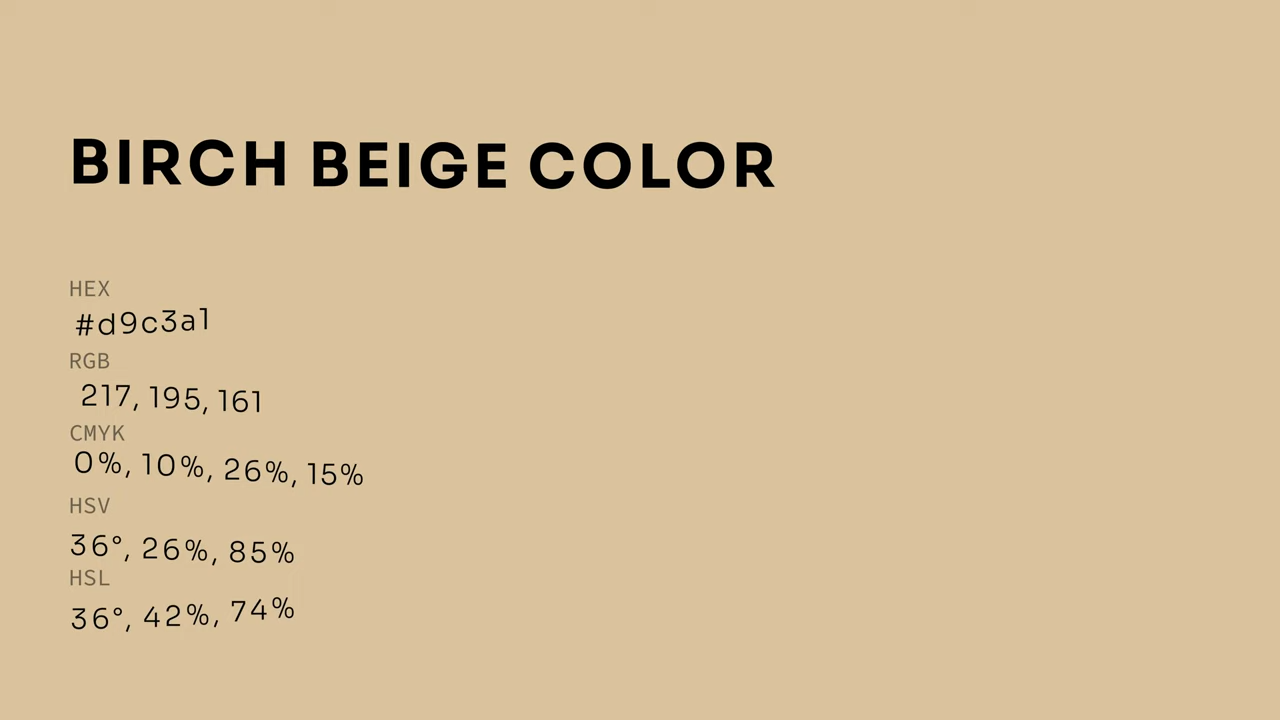 BIRCH BEIGE COLOR
HEX
#d9c3a1
RGB
217, 195, 161
CMYK
0%, 10%, 26%, 15%
HSV
36°, 26%, 85%
HSL
36°, 42%, 74%